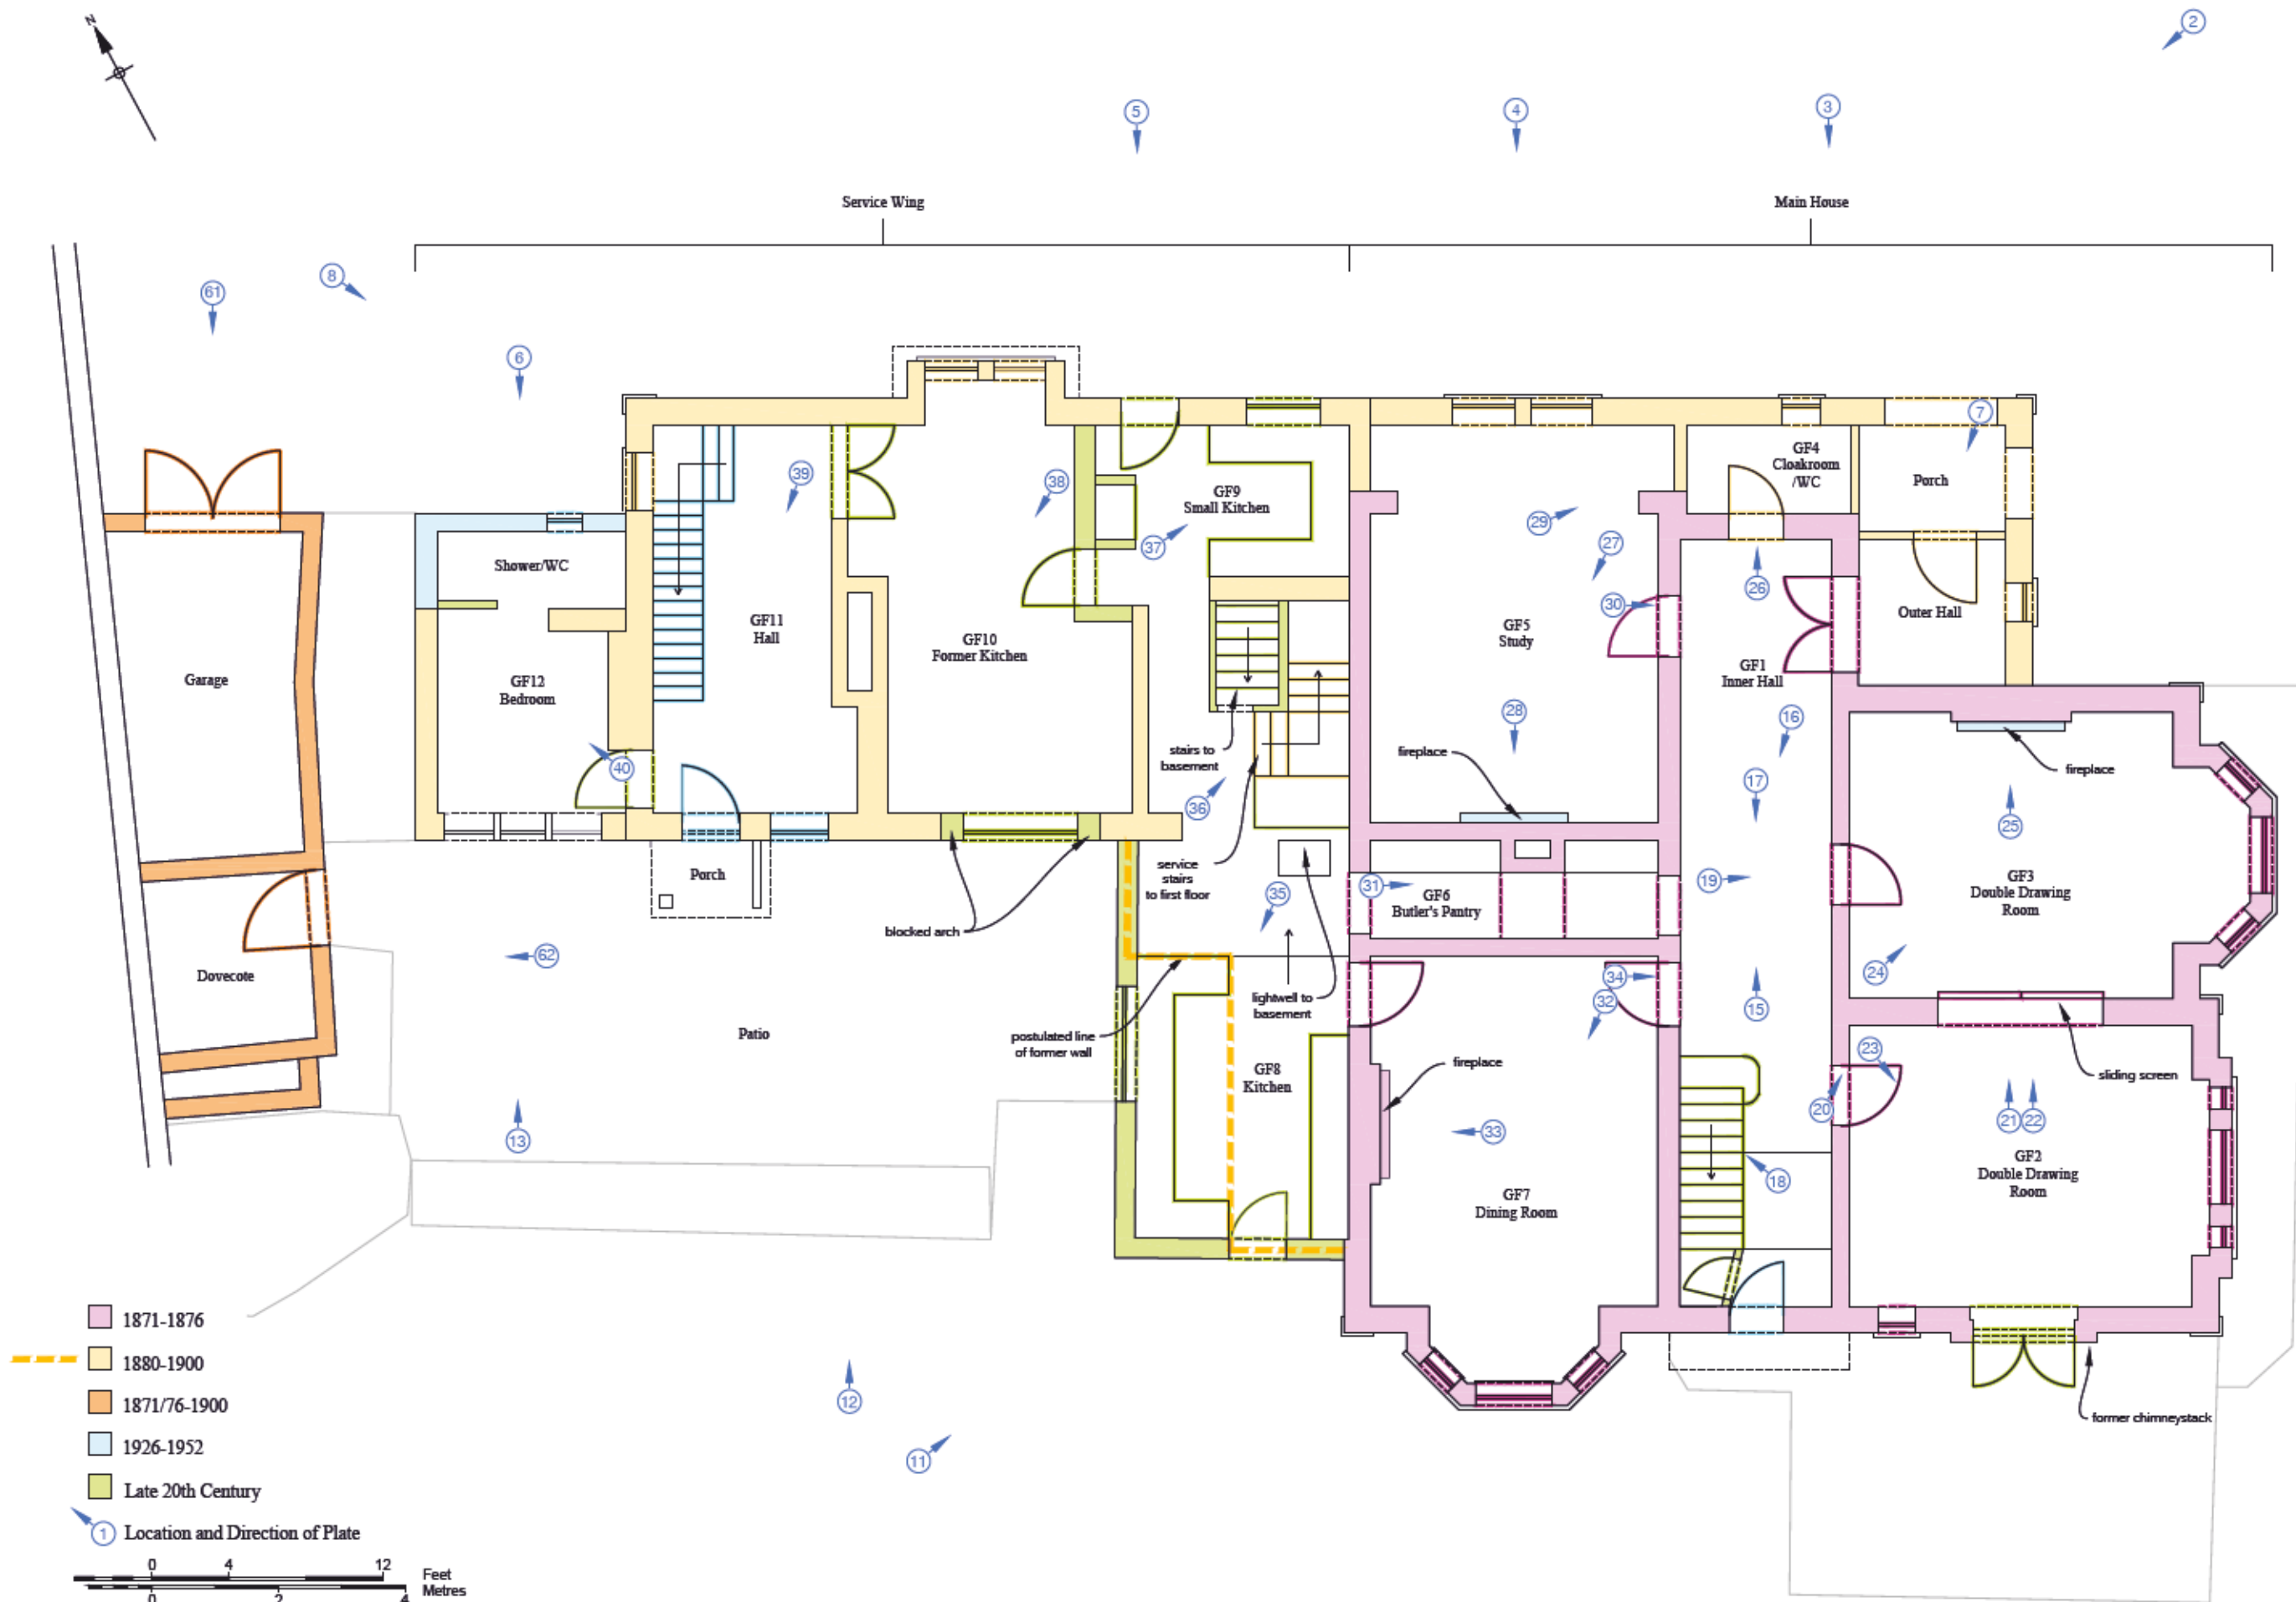 N
2
5
4
3
Service Wing
Main House
8
61
6
7
39
38
GF4
Cloakroom
/WC
Porch
GF9
Small Kitchen
29
37
27
Shower/WC
26
30
Outer Hall
GF11
Hall
GF10
Former Kitchen
GF5
Study
GF1
Inner Hall
Garage
GF12
Bedroom
28
16
stairs to
basement
fireplace
fireplace
40
17
36
25
Porch
service
stairs
to first floor
35
31
GF6
Butler's Pantry
19
GF3
Double Drawing
Room
blocked arch
62
Dovecote
34
24
32
15
lightwell to
basement
Patio
postulated line
of former wall
23
fireplace
GF8
Kitchen
sliding screen
20
21
22
13
33
GF2
Double Drawing
Room
18
GF7
Dining Room
1871-1876
1880-1900
1871/76-1900
12
former chimneystack
1926-1952
11
Late 20th Century
1
Location and Direction of Plate
0
4
12
Feet
Metres
0
2
4